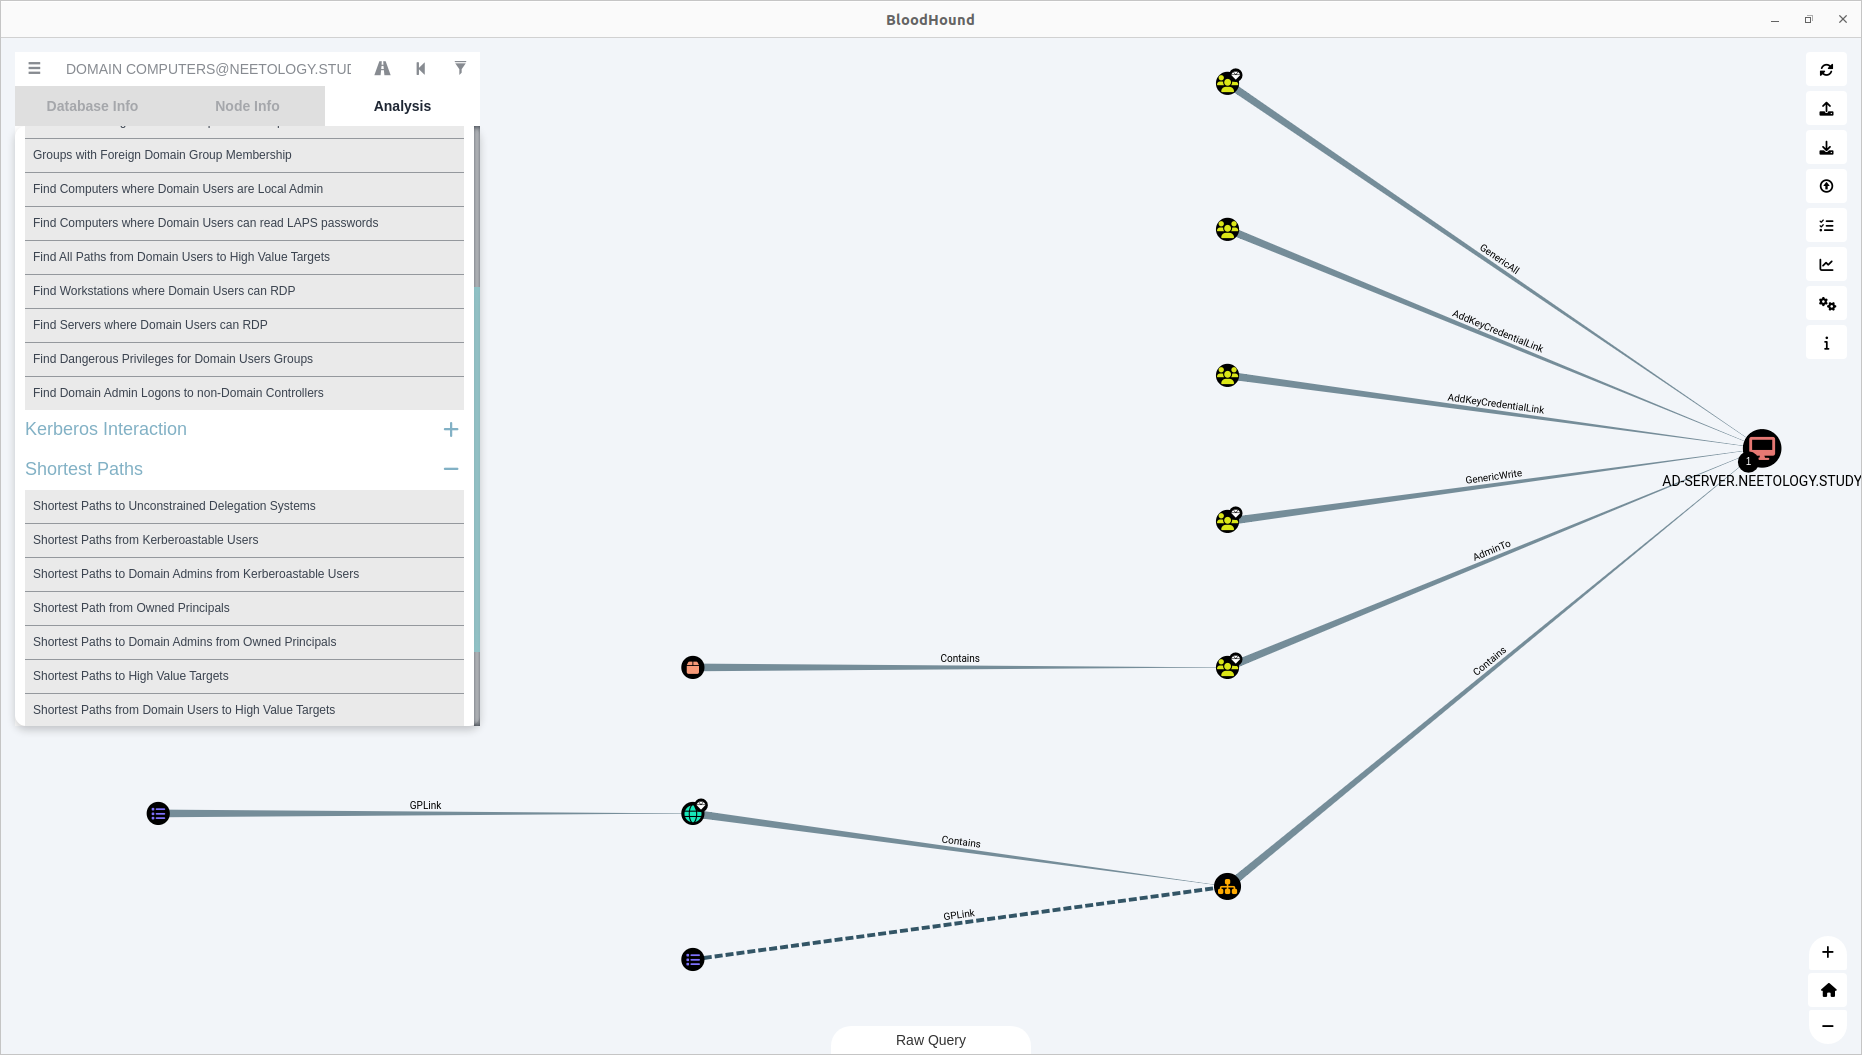 BloodHound
DOMAIN COMPUTERS@NEETOLOGY.STUD
Database Info
Node Info
Analysis
Groups with Foreign Domain Group Membership
Find Computers where Domain Users are Local Admin
Find Computers where Domain Users can read LAPS passwords
Find All Paths from Domain Users to High Value Targets
Find Workstations where Domain Users can RDP
Find Servers where Domain Users can RDP
Find Dangerous Privileges for Domain Users Groups
Find Domain Admin Logons to non-Domain Controllers
Kerberos Interaction
Shortest Paths
Shortest Paths to Unconstrained Delegation Systems
Shortest Paths from Kerberoastable Users
Shortest Paths to Domain Admins from Kerberoastable Users
Shortest Path from Owned Principals
Shortest Paths to Domain Admins from Owned Principals
Shortest Paths to High Value Targets
Shortest Paths from Domain Users to High Value Targets
GenericAll
AddKeyCredentialLink
AddKeyCredentialLink
GenericWrite
1
AD-SERVER.NEETOLOGY.STUDY
AdminTo
Contains
Contains
GPLink
Contains
GPLink
Raw Query